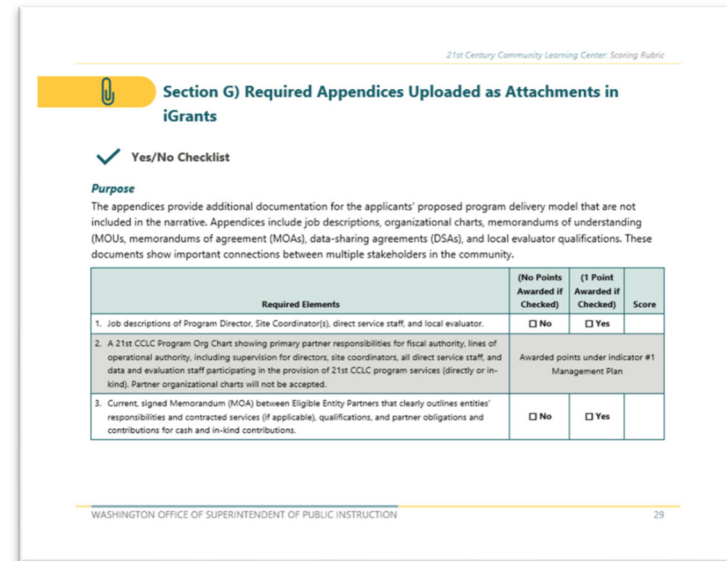 21st Century Community Learning Center: Scoring Rubric
Section G) Required Appendices Uploaded as Attachments in
iGrants
Yes/No Checklist
Purpose
The appendices provide additional documentation for the applicants' proposed program delivery model that are not
included in the narrative. Appendices include job descriptions, organizational charts, memorandums of understanding
(MOUs, memorandums of agreement (MOAs), data-sharing agreements (DSAs), and local evaluator qualifications. These
documents show important connections between multiple stakeholders in the community.
Required Elements
(No Points
Awarded if
Checked)
(1 Point
Awarded if
Checked)
Score
1. Job descriptions of Program Director, Site Coordinator(s), direct service staff, and local evaluator.
☐ No
☐ Yes
2. A 21st CCLC Program Org Chart showing primary partner responsibilities for fiscal authority, lines of
operational authority, including supervision for directors, site coordinators, all direct service staff, and
data and evaluation staff participating in the provision of 21st CCLC program services (directly or in-
kind). Partner organizational charts will not be accepted.
Awarded points under indicator #1
Management Plan
3. Current, signed Memorandum (MOA) between Eligible Entity Partners that clearly outlines entities'
responsibilities and contracted services (if applicable), qualifications, and partner obligations and
contributions for cash and in-kind contributions.
☐ No
☐ Yes
WASHINGTON OFFICE OF SUPERINTENDENT OF PUBLIC INSTRUCTION
29